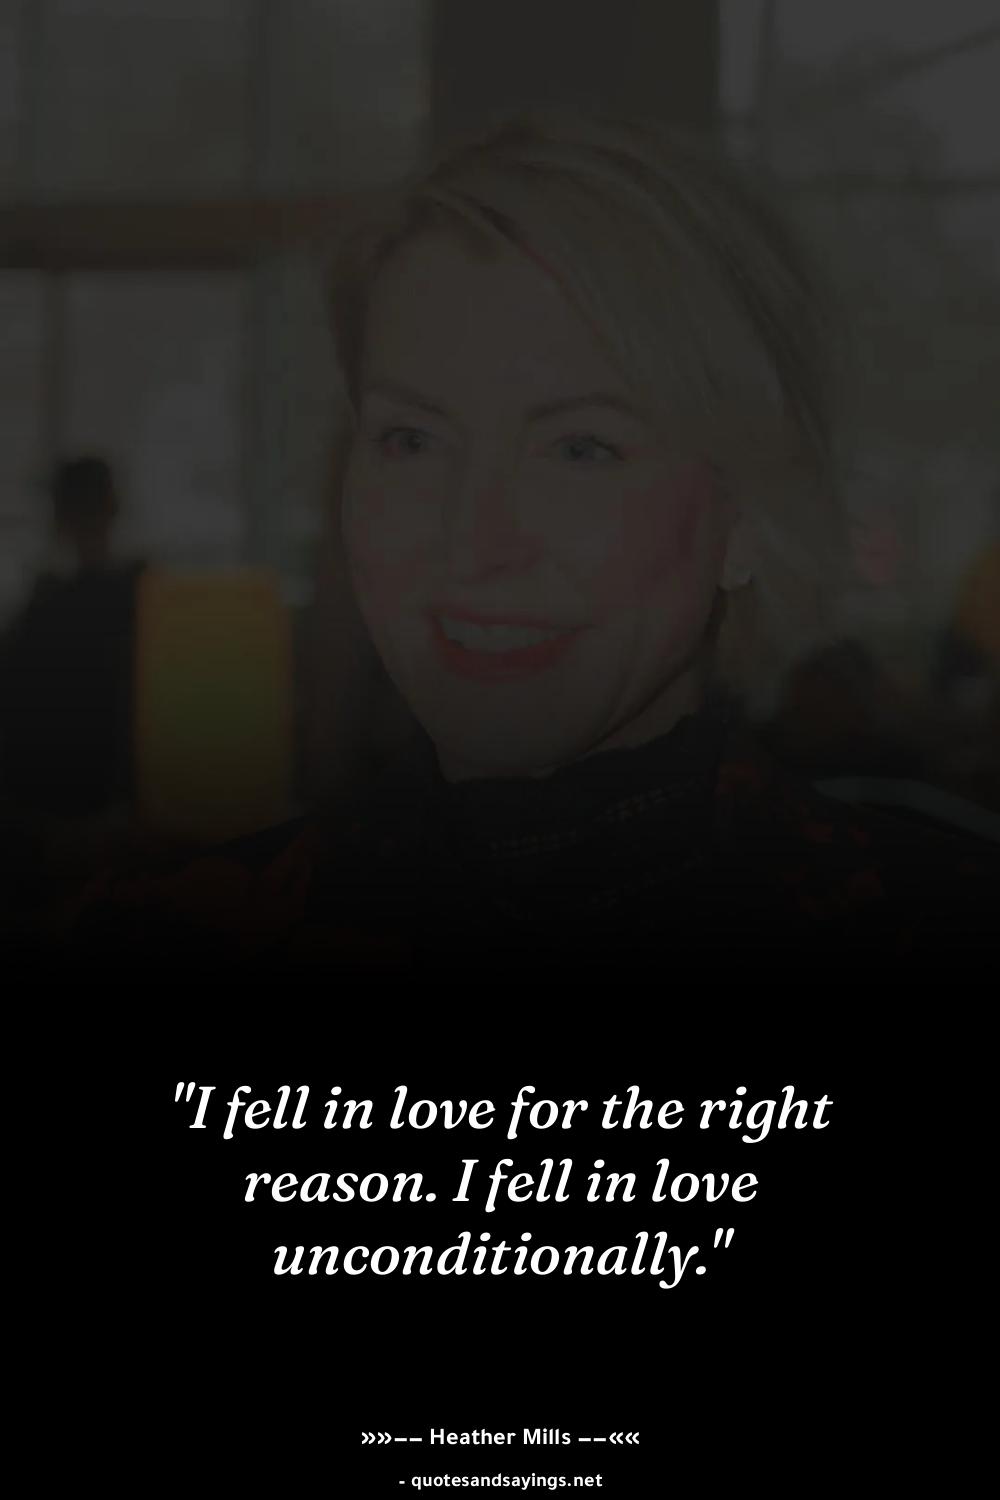 "I fell in love for the right
reason. I fell in love
unconditionally."
»»−− Heather Mills −−««
- quotesandsayings.net